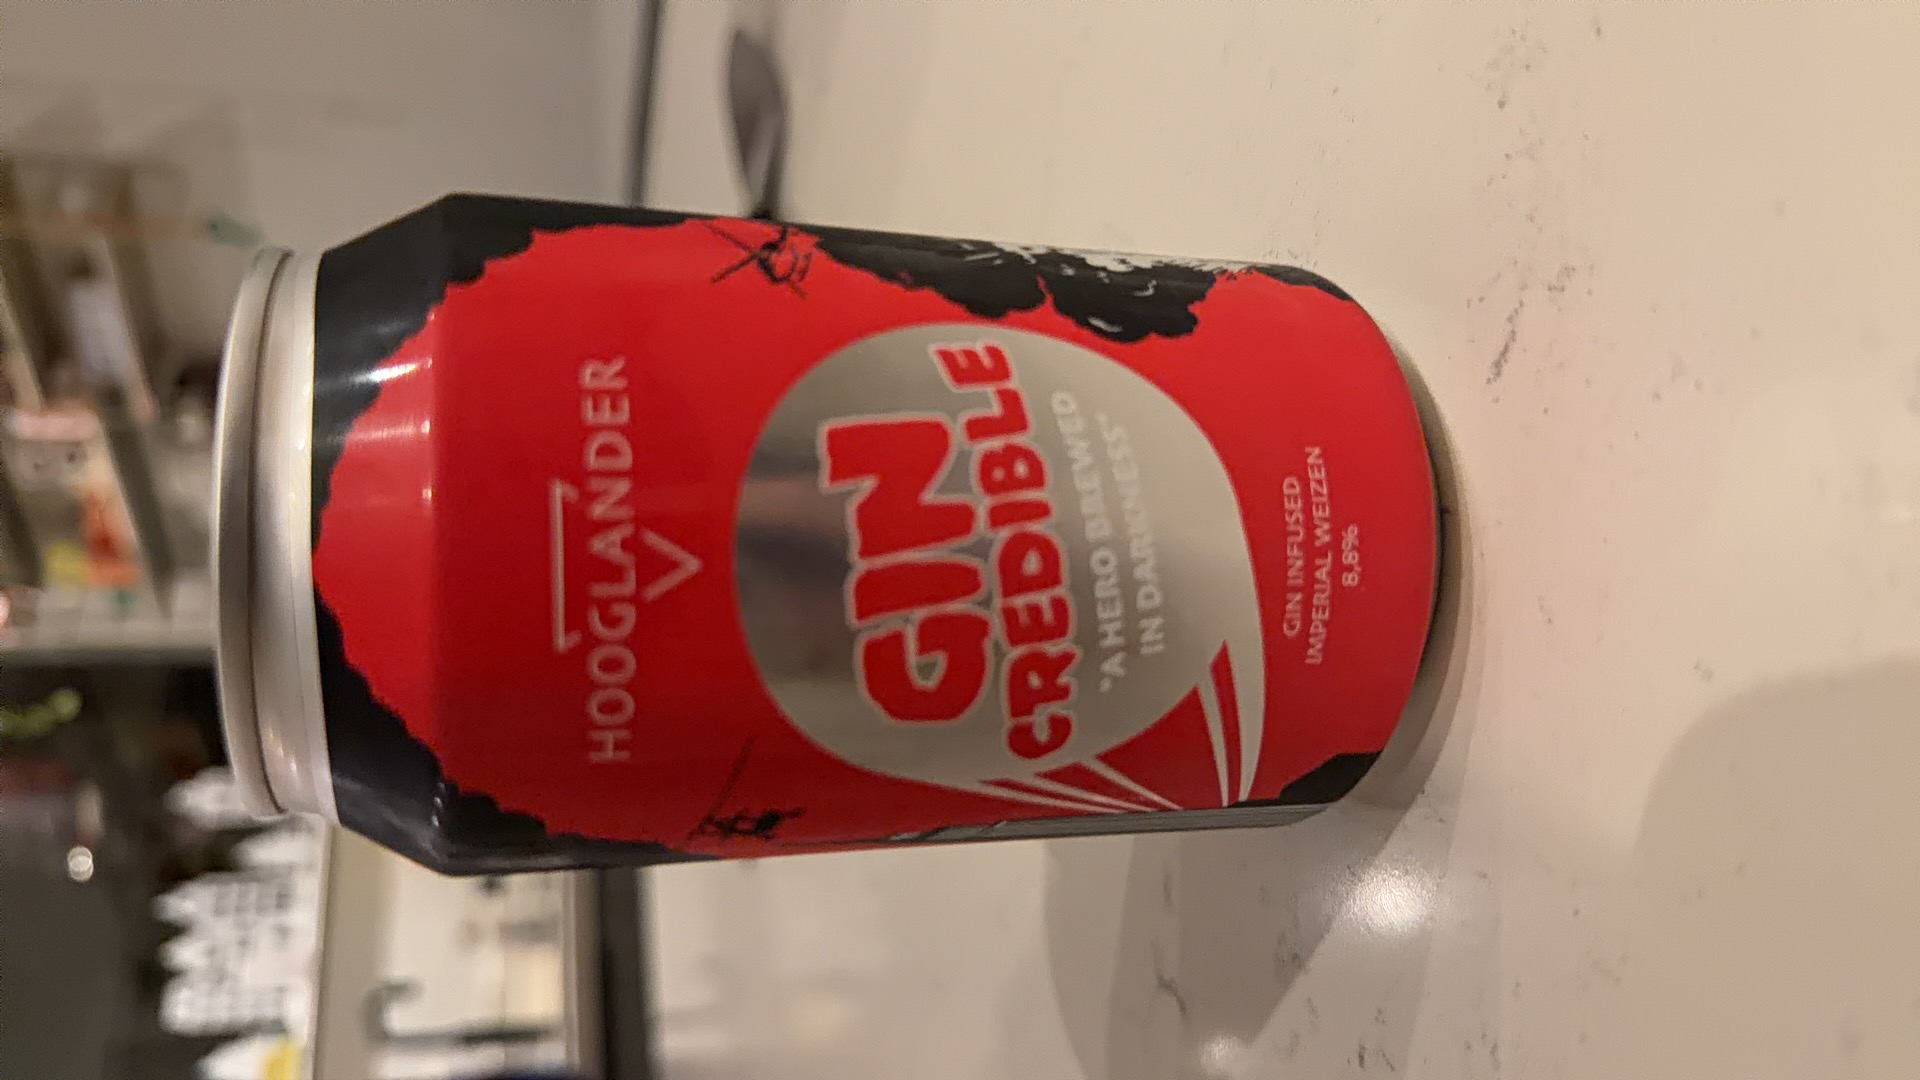 HOOGLANDER
GIN
CREDIBLE
"A HERO BREWED
IN DARKNESS"
GIN INFUSED
IMPERIAL WEIZEN
8,8%